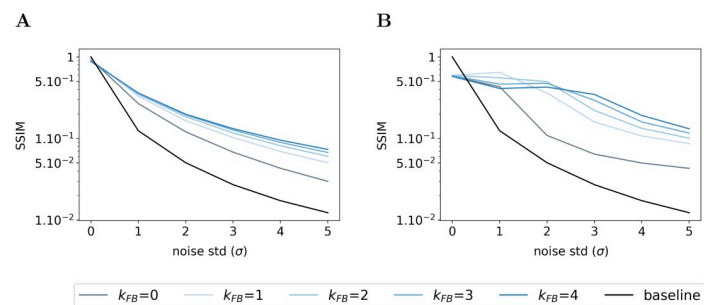 A
B
1
5.10⁻¹
1.10⁻¹
5.10⁻²
1.10⁻²
SSIM
0 1 2 3 4 5
noise std (σ)
1
5.10⁻¹
1.10⁻¹
5.10⁻²
1.10⁻²
SSIM
0 1 2 3 4 5
noise std (σ)
k_FB=0 k_FB=1 k_FB=2 k_FB=3 k_FB=4 baseline